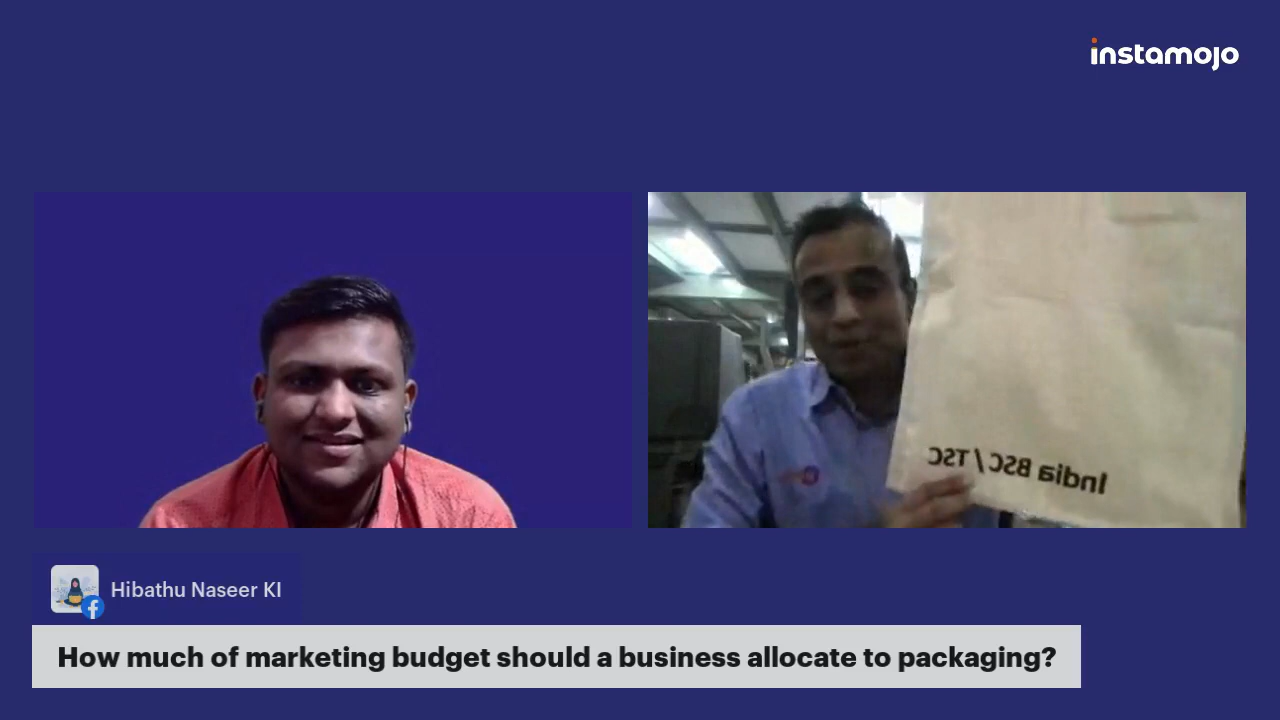 instamojo
India BSC / TSC
Hibathu Naseer KI
How much of marketing budget should a business allocate to packaging?